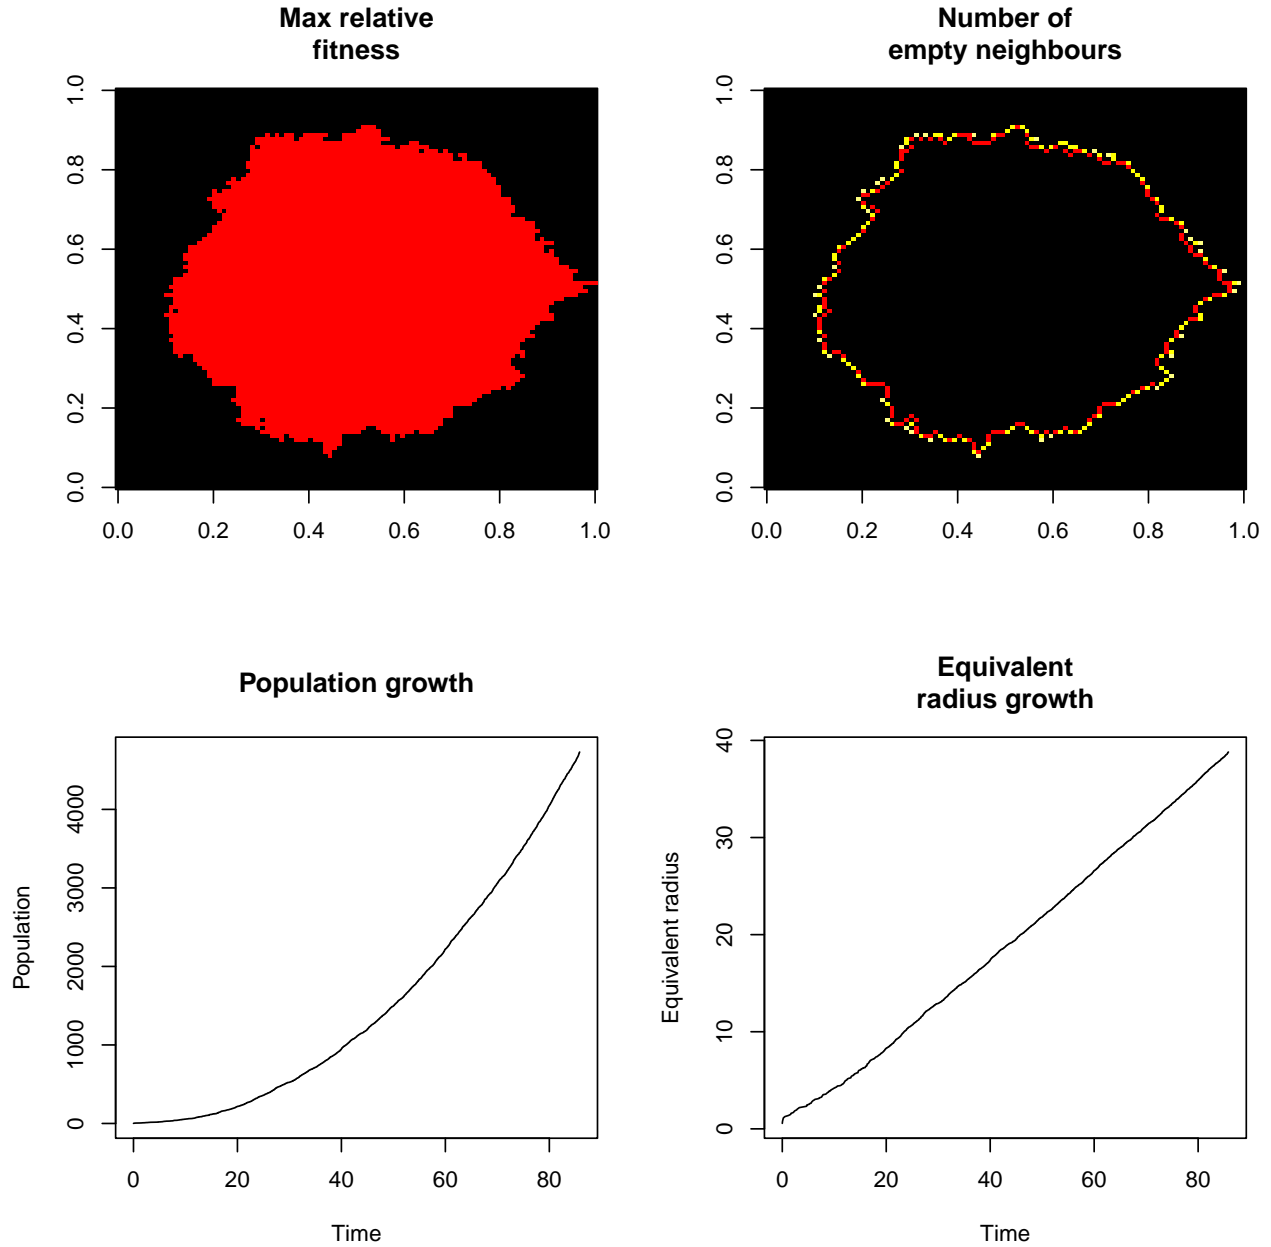 Max relative
fitness
1.0
0.8
0.6
0.4
0.2
0.0
0.0 0.2 0.4 0.6 0.8 1.0
Number of
empty neighbours
1.0
0.8
0.6
0.4
0.2
0.0
0.0 0.2 0.4 0.6 0.8 1.0
Population growth
Population
4000
3000
2000
1000
0
0 20 40 60 80
Time
Equivalent
radius growth
Equivalent radius
40
30
20
10
0
0 20 40 60 80
Time